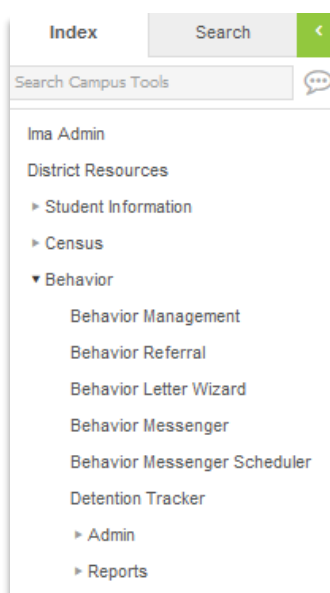 Index Search
Search Campus Tools
Ima Admin
District Resources
Student Information
Census
Behavior
Behavior Management
Behavior Referral
Behavior Letter Wizard
Behavior Messenger
Behavior Messenger Scheduler
Detention Tracker
Admin
Reports